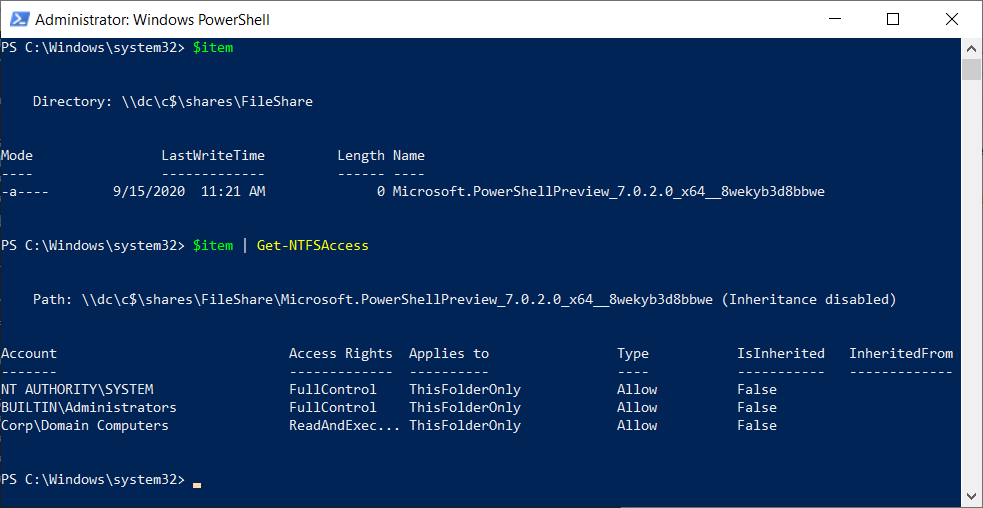 Administrator: Windows PowerShell
PS C:\Windows\system32> $item
Directory: \\dc\c$\shares\FileShare
Mode LastWriteTime Length Name
---- ------------- ------ ----
-a---- 9/15/2020 11:21 AM 0 Microsoft.PowerShellPreview_7.0.2.0_x64__8wekyb3d8bbwe
PS C:\Windows\system32> $item | Get-NTFSAccess
Path: \\dc\c$\shares\FileShare\Microsoft.PowerShellPreview_7.0.2.0_x64__8wekyb3d8bbwe (Inheritance disabled)
Account Access Rights Applies to Type IsInherited InheritedFrom
------- ------------- ---------- ---- ----------- -------------
NT AUTHORITY\SYSTEM FullControl ThisFolderOnly Allow False
BUILTIN\Administrators FullControl ThisFolderOnly Allow False
Corp\Domain Computers ReadAndExec... ThisFolderOnly Allow False
PS C:\Windows\system32>